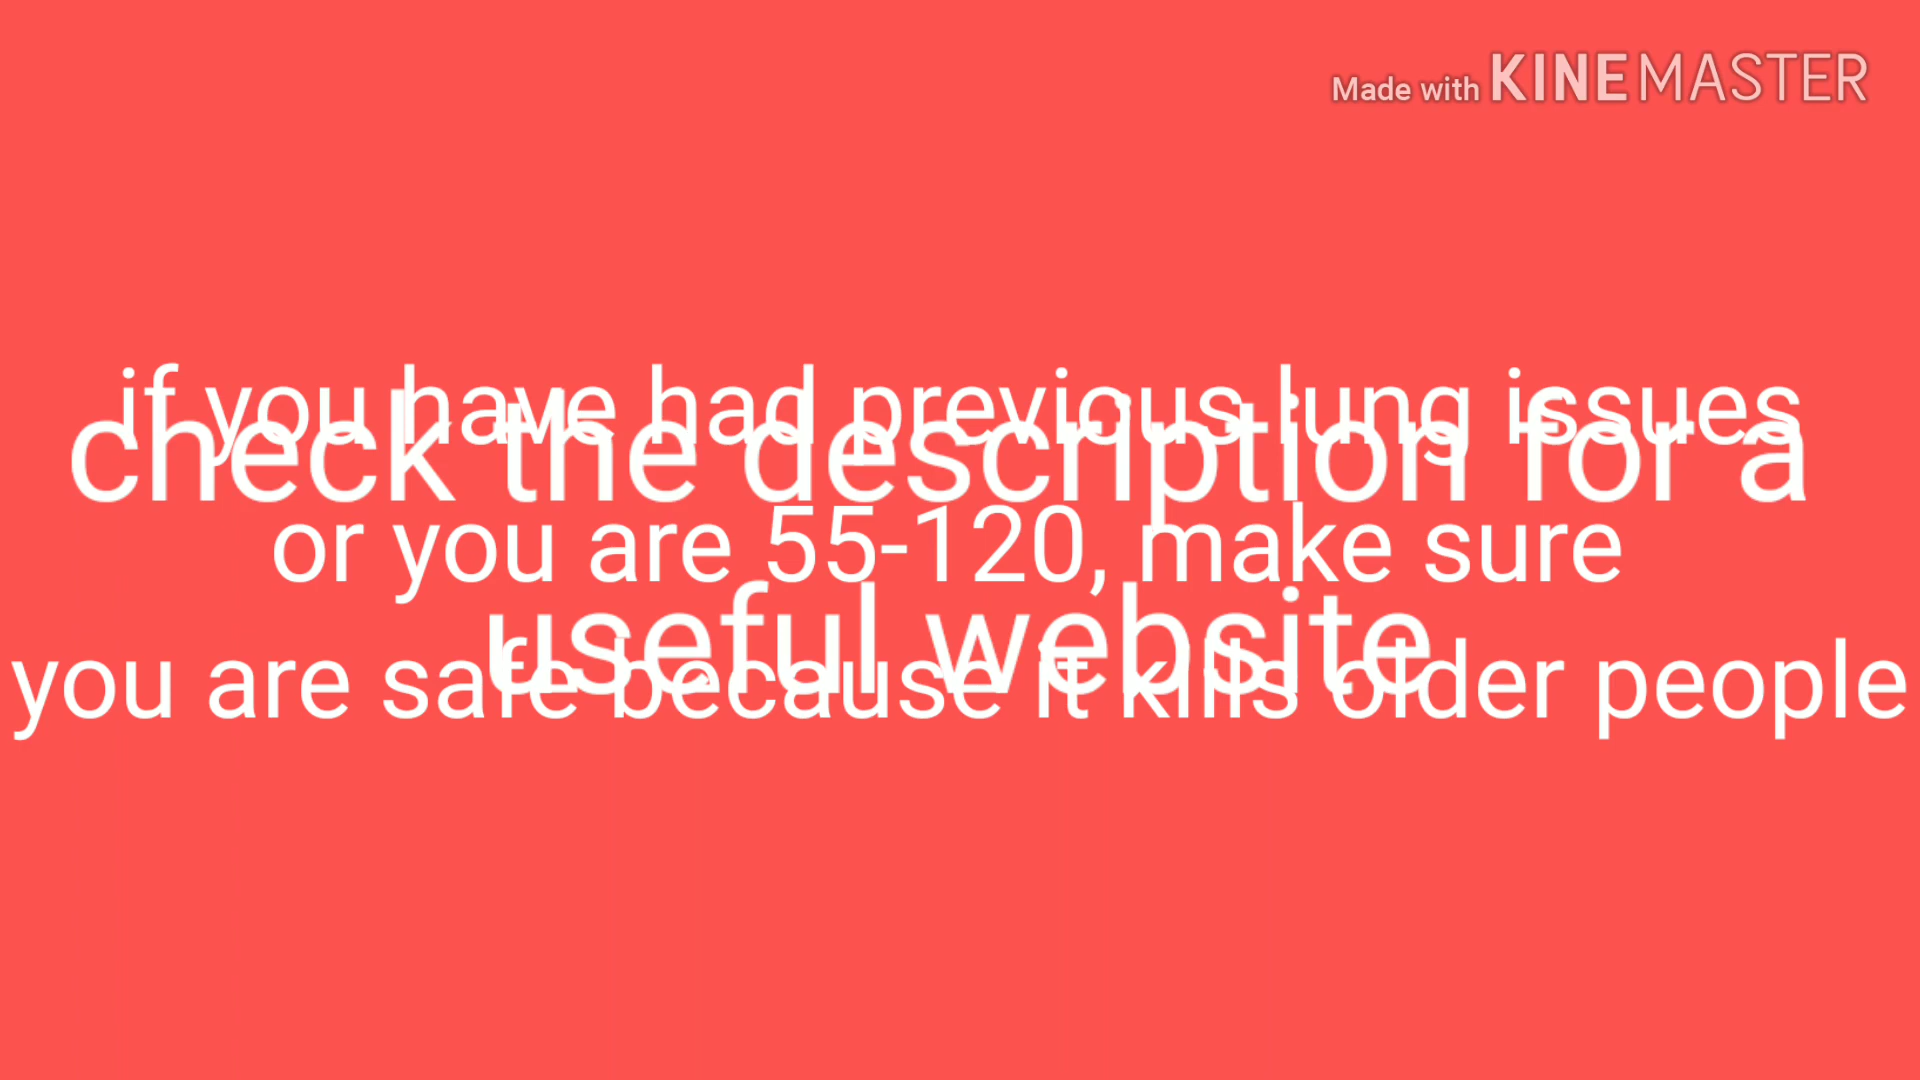 Made with KINEMASTER
if you have had previous lung issues
or you are 55-120, make sure
you are safe because it kills older people
check the description for a
useful website